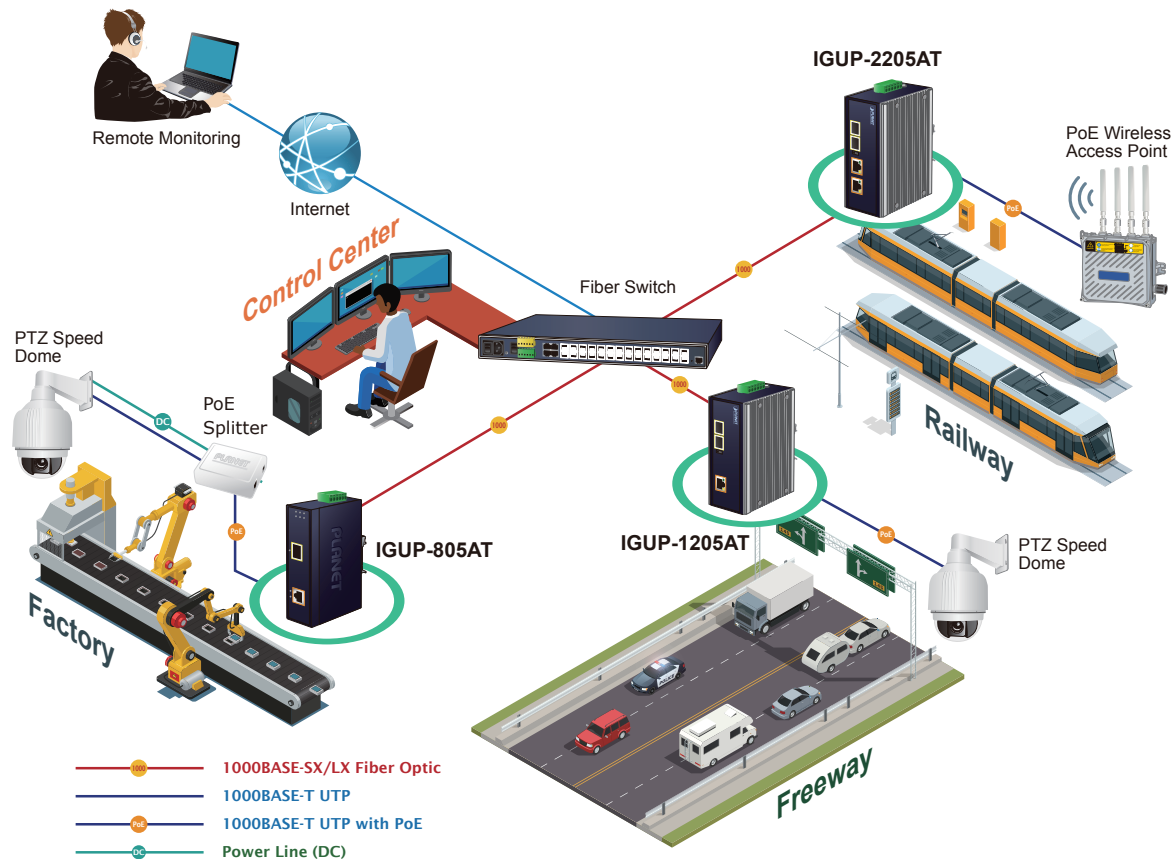 IGUP-2205AT
Remote Monitoring
PoE Wireless
Access Point
Internet
PoE
Control Center
1000
Fiber Switch
PTZ Speed
Dome
1000
DC
PoE
Splitter
PLANET
1000
Railway
PoE
PLANET
IGUP-805AT
IGUP-1205AT
PoE
PTZ Speed
Dome
Factory
POLICE
Freeway
1000 1000BASE-SX/LX Fiber Optic
1000BASE-T UTP
PoE 1000BASE-T UTP with PoE
DC Power Line (DC)